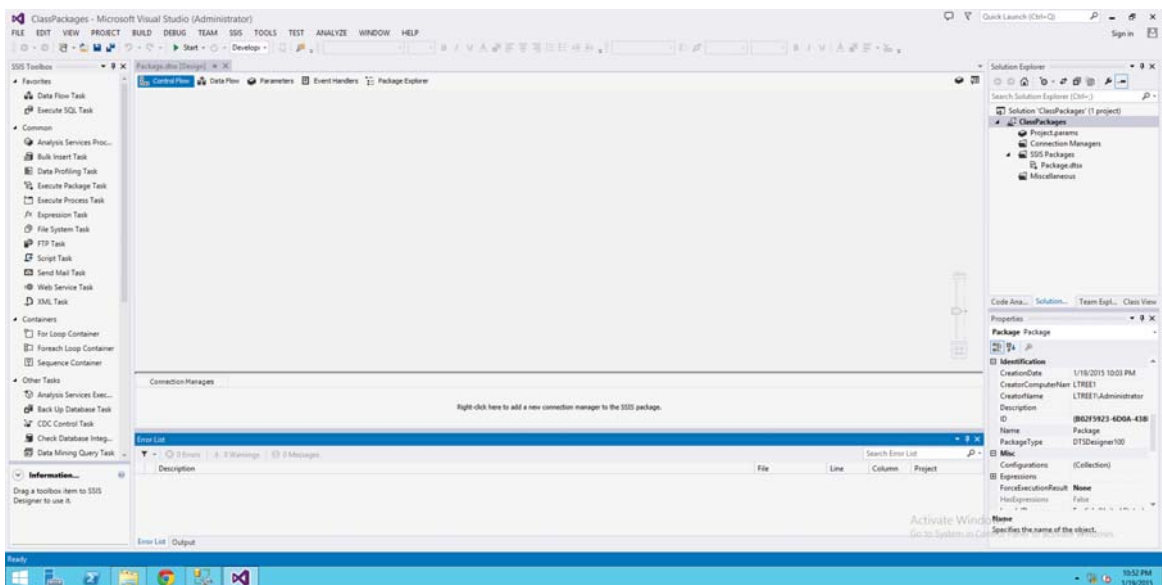 ClassPackages - Microsoft Visual Studio (Administrator)
Quick Launch (Ctrl+Q)
FILE EDIT VIEW PROJECT BUILD DEBUG TEAM SSIS TOOLS TEST ANALYZE WINDOW HELP
Sign in
Start
Develop
SSIS Toolbox
Favorites
Data Flow Task
Execute SQL Task
Common
Analysis Services Proc...
Bulk Insert Task
Data Profiling Task
Execute Package Task
Execute Process Task
Expression Task
File System Task
FTP Task
Script Task
Send Mail Task
Web Service Task
XML Task
Containers
For Loop Container
Foreach Loop Container
Sequence Container
Other Tasks
Analysis Services Exec...
Back Up Database Task
CDC Control Task
Check Database Integ...
Data Mining Query Task
Information...
Drag a toolbox item to SSIS
Designer to use it.
Package.dtsx [Design]
Control Flow Data Flow Parameters Event Handlers Package Explorer
Connection Managers
Right-click here to add a new connection manager to the SSIS package.
Error List
0 Errors 0 Warnings 0 Messages
Search Error List
Description File Line Column Project
Error List Output
Solution Explorer
Search Solution Explorer (Ctrl+;)
Solution 'ClassPackages' (1 project)
ClassPackages
Project.params
Connection Managers
SSIS Packages
Package.dtsx
Miscellaneous
Code Ana... Solution... Team Expl... Class View
Properties
Package Package
Identification
CreationDate 1/19/2015 10:03 PM
CreatorComputerNam LTREE1
CreatorName LTREE1\Administrator
Description
ID
Name Package
PackageType DTSDesigner100
Misc
Configurations (Collection)
Expressions
ForceExecutionResult None
HasExpressions False
Name
Specifies the name of the object.
Activate Windo
Go to System in Co
Ready
10:52 PM
1/19/2015